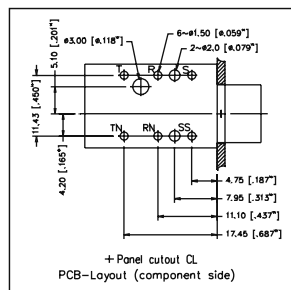 ø3.00 [ø.118"]
6~ø1.50 [ø.059"]
2~ø2.0 [ø.079"]
5.10 [.201"]
T R S
11.43 [.450"]
4.20 [.165"]
TN RN SS
4.75 [.187"]
7.95 [.313"]
11.10 [.437"]
17.45 [.687"]
+ Panel cutout CL
PCB-Layout (component side)